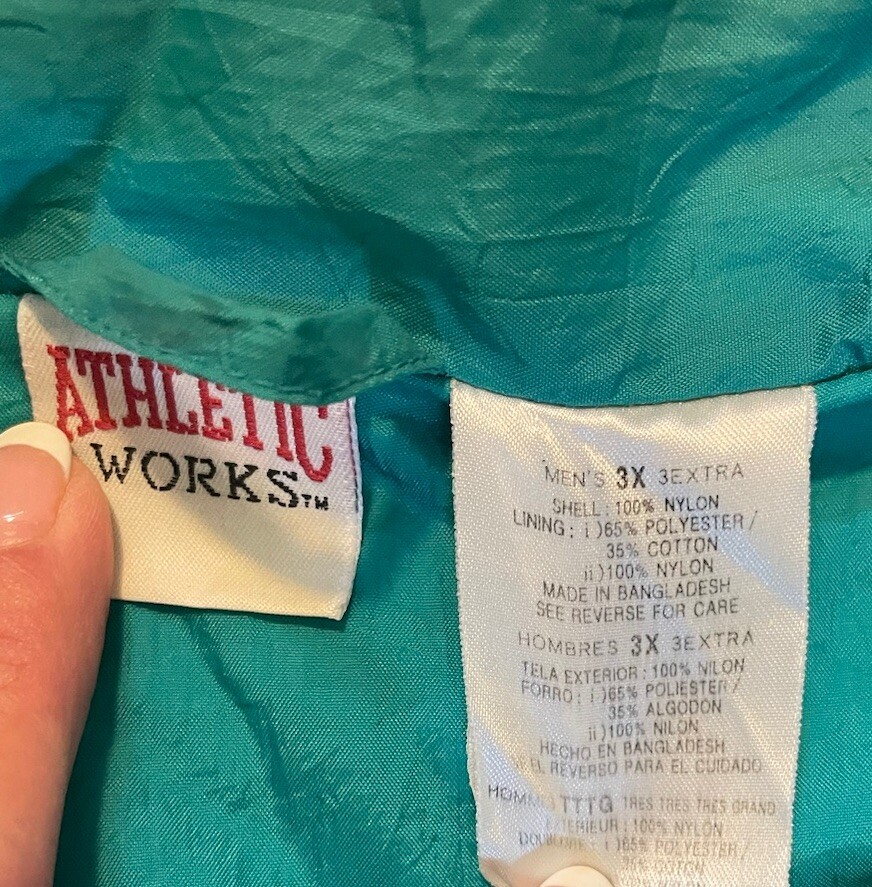 ATHLETIC
WORKS™
MEN'S 3X 3EXTRA
SHELL : 100% NYLON
LINING : i )65% POLYESTER /
35% COTTON
ii )100% NYLON
MADE IN BANGLADESH
SEE REVERSE FOR CARE
HOMBRES 3X 3EXTRA
TELA EXTERIOR : 100% NILON
FORRO : i )65% POLIESTER /
35% ALGODON
ii )100% NILON
HECHO EN BANGLADESH
EL REVERSO PARA EL CUIDADO
TTTG TRES TRES TRES GRAND
: 100% NYLON
i )65% POLYESTER /
35% COTTON